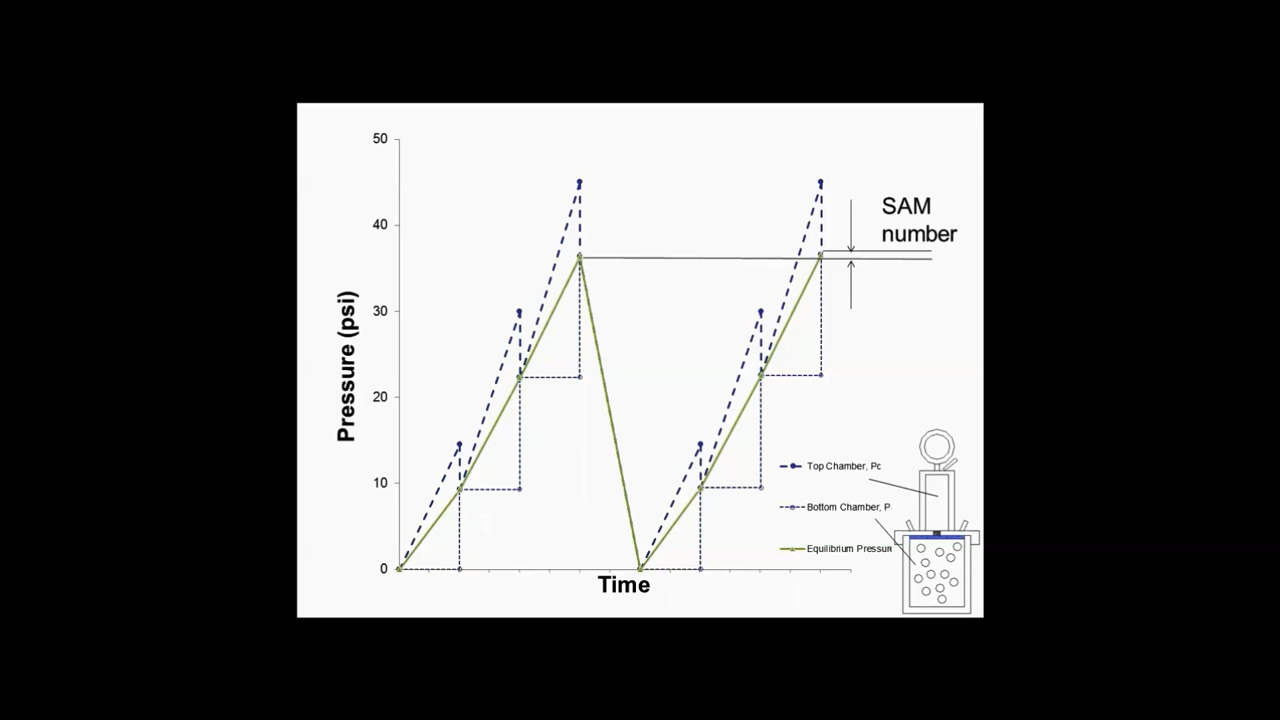 50
40
30
20
10
0
Pressure (psi)
Time
SAM
number
Top Chamber, Pc
Bottom Chamber, P
Equilibrium Pressur